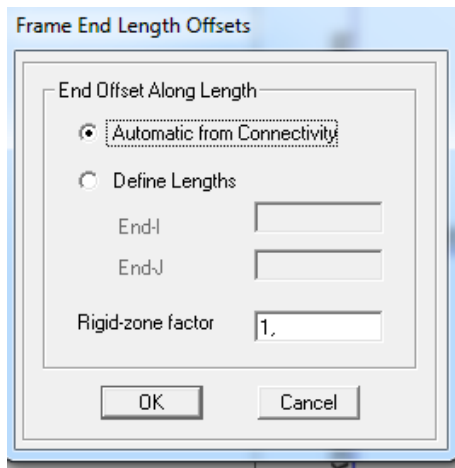 Frame End Length Offsets
End Offset Along Length
Automatic from Connectivity
Define Lengths
End-I
End-J
Rigid-zone factor 1,
OK Cancel